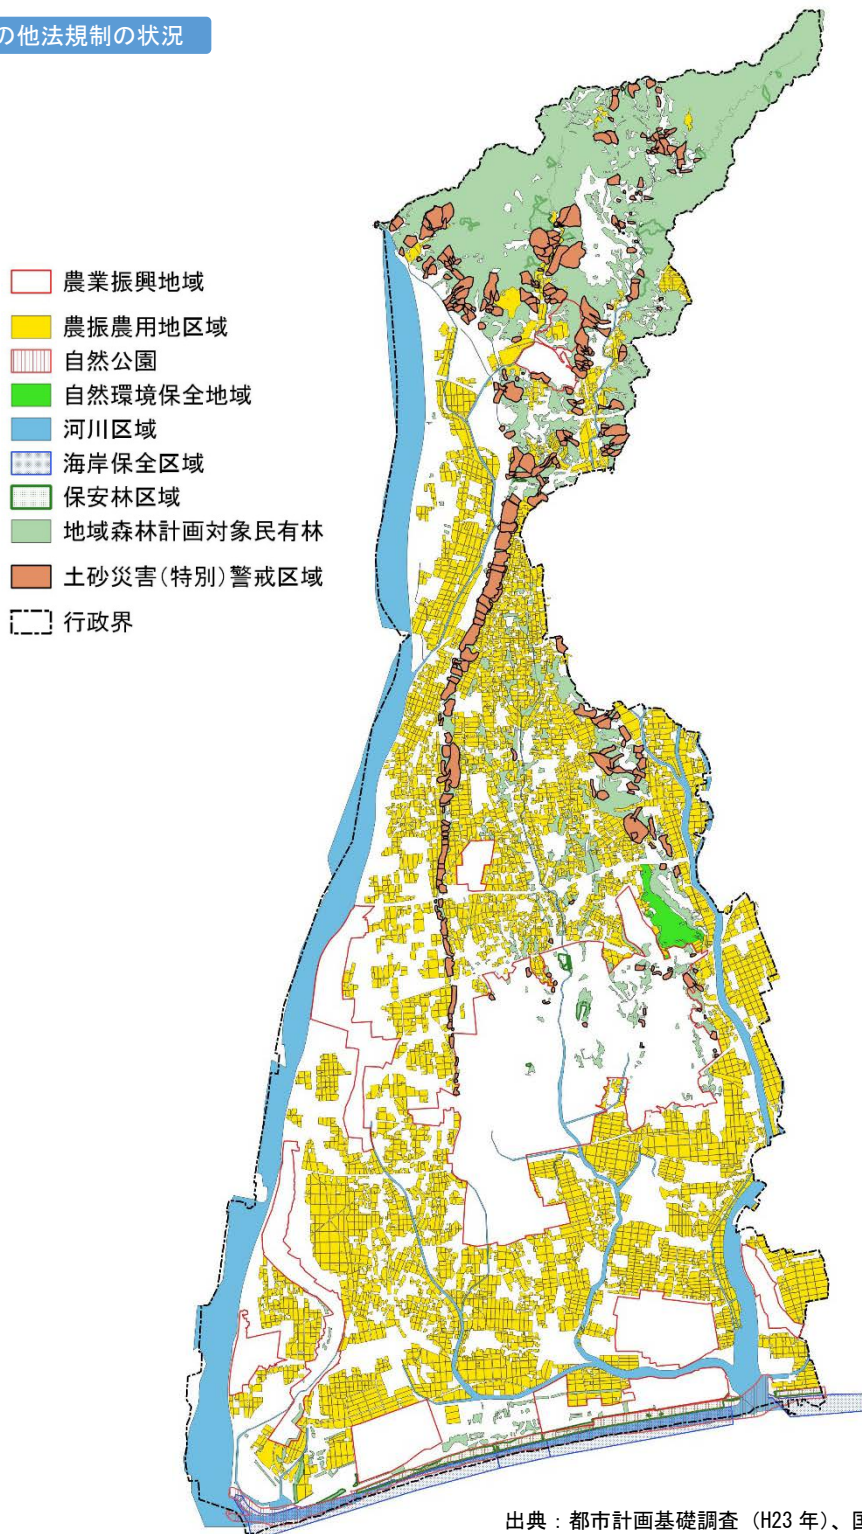 の他法規制の状況
農業振興地域
農振農用地区域
自然公園
自然環境保全地域
河川区域
海岸保全区域
保安林区域
地域森林計画対象民有林
土砂災害(特別)警戒区域
行政界
出典：都市計画基礎調査（H23 年）、国